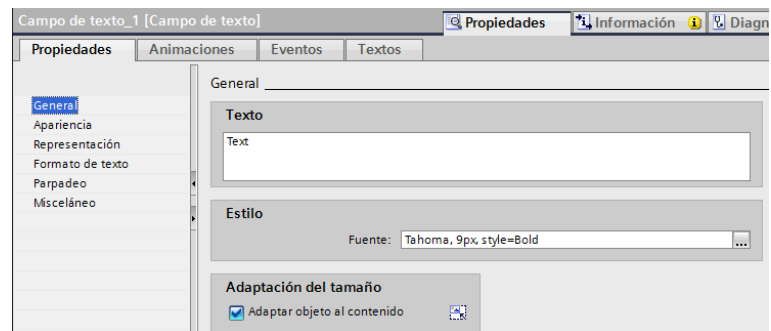 Campo de texto_1 [Campo de texto]
Propiedades
Información
Diagn
Propiedades
Animaciones
Eventos
Textos
General
Apariencia
Representación
Formato de texto
Parpadeo
Misceláneo
General
Texto
Text
Estilo
Fuente: Tahoma, 9px, style=Bold ...
Adaptación del tamaño
Adaptar objeto al contenido